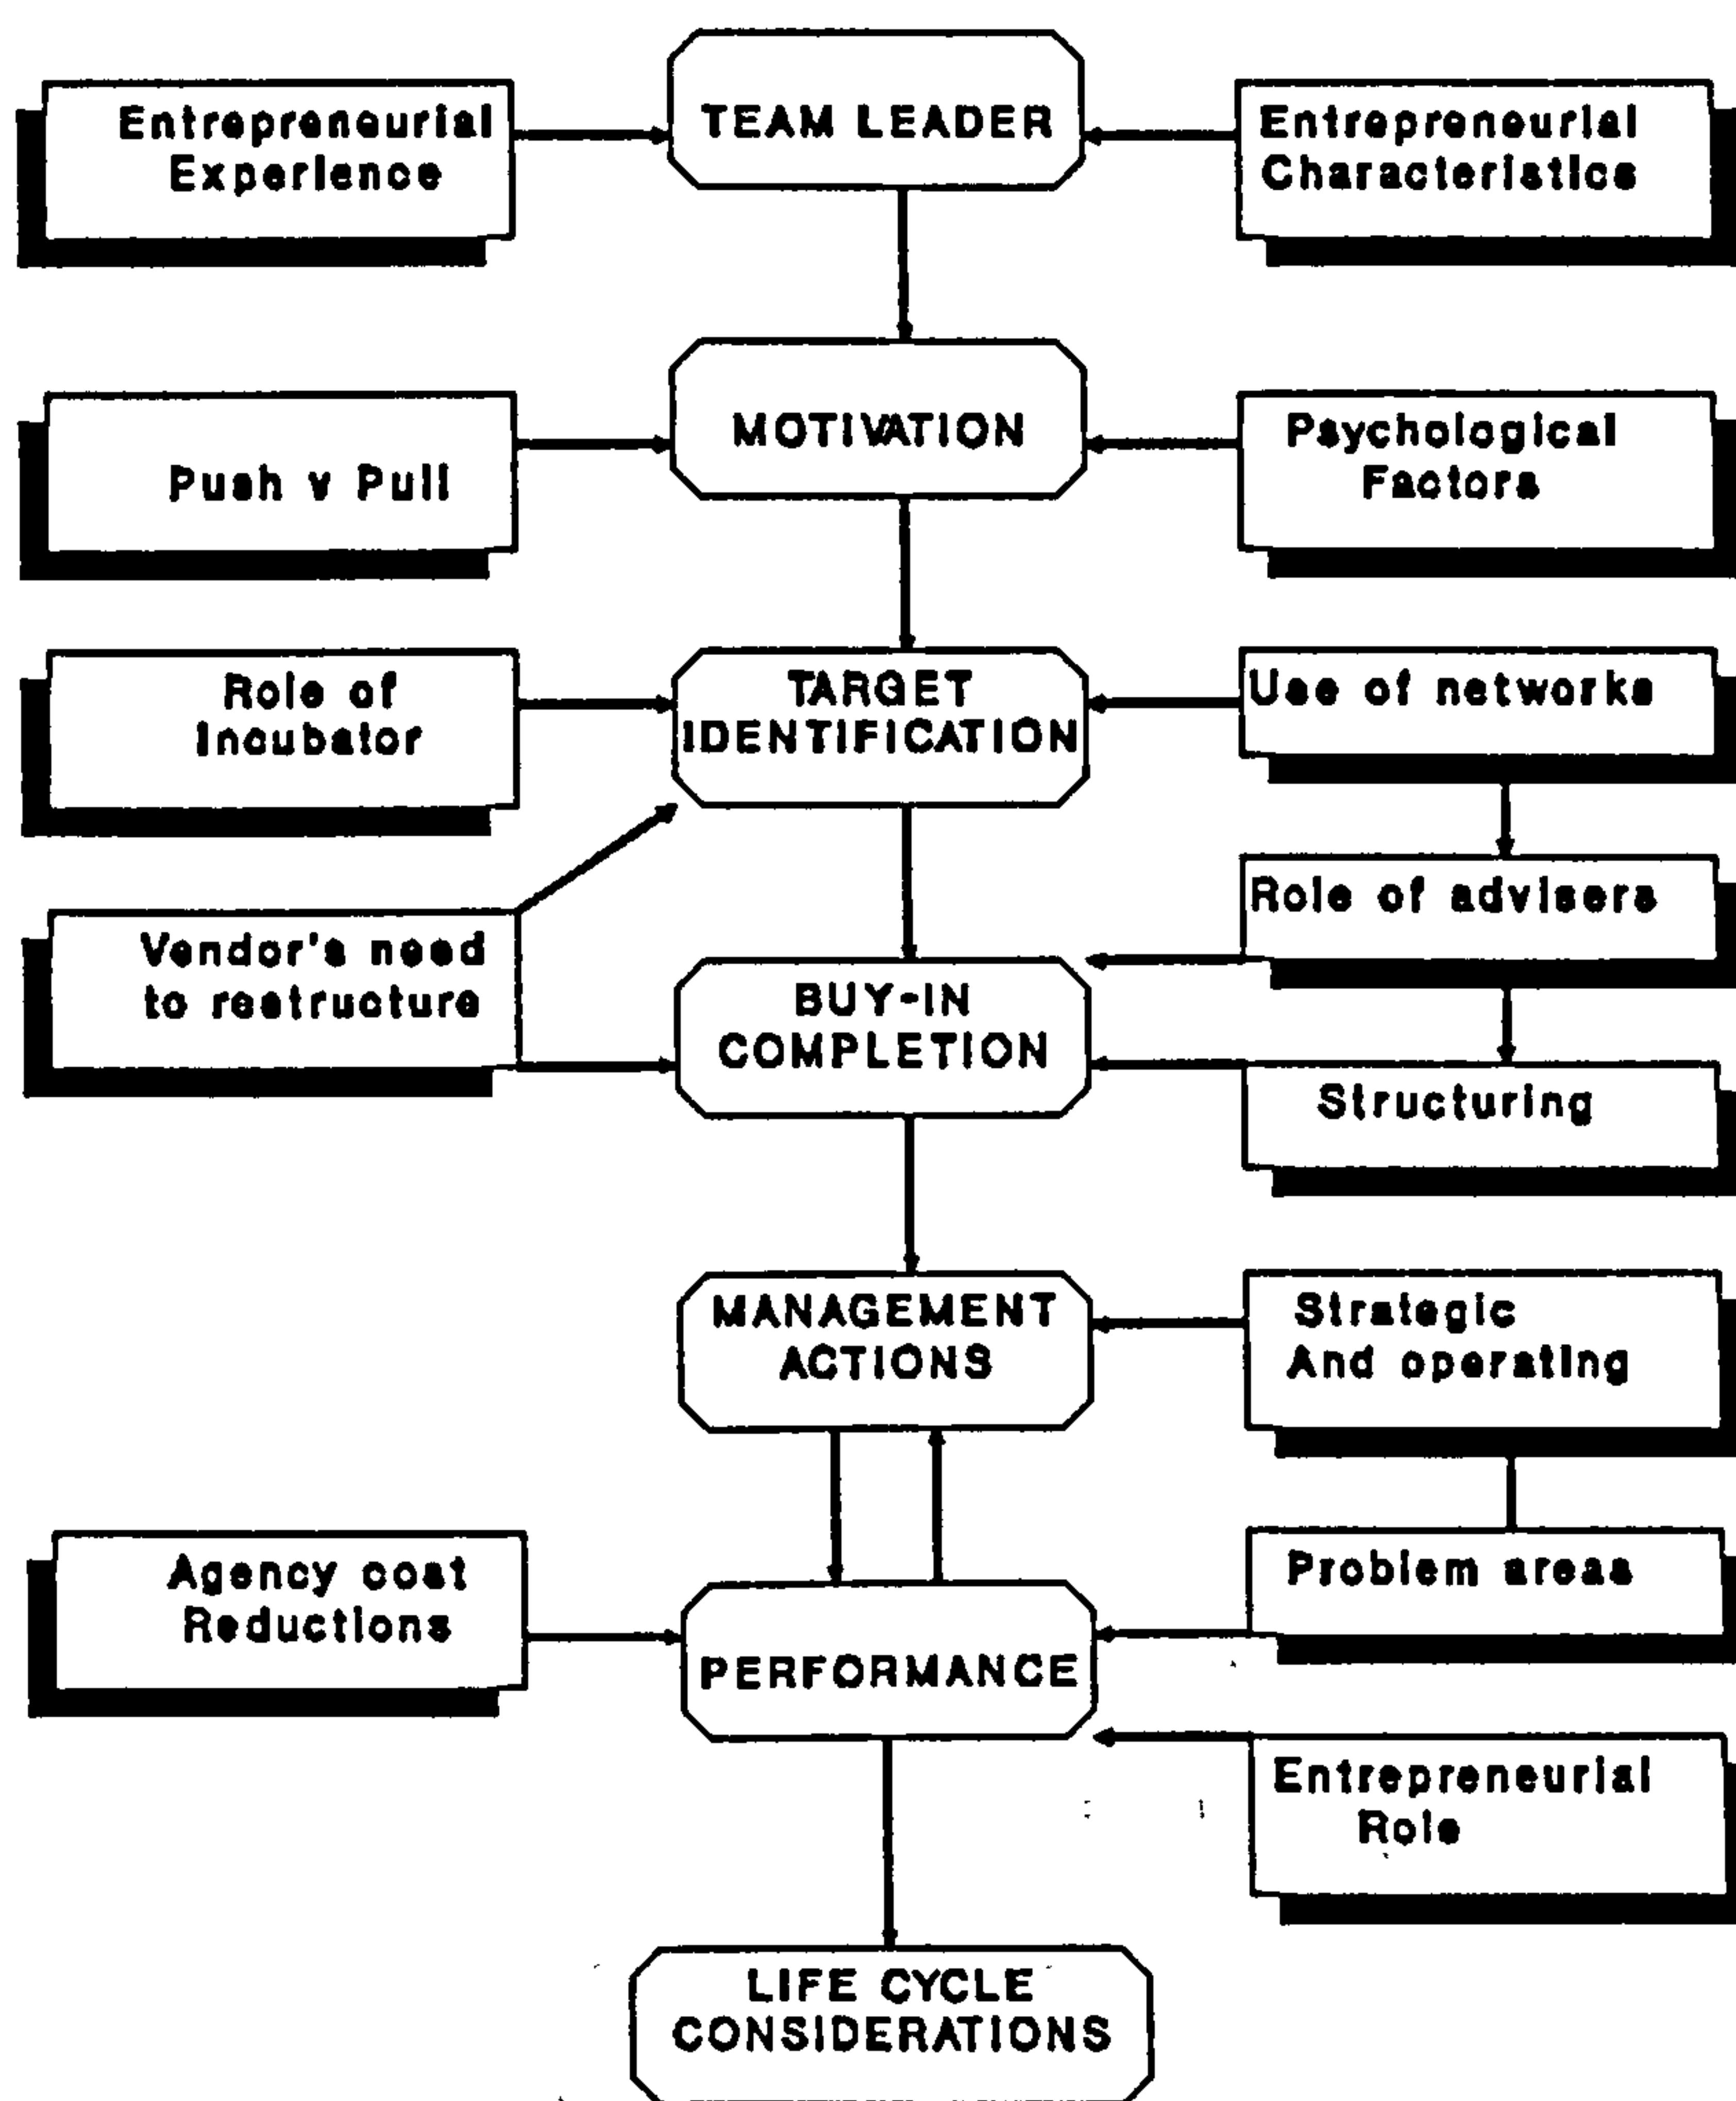 TEAM LEADER
Entrepreneurial
Experience
Entrepreneurial
Characteristics
MOTIVATION
Push v Pull
Psychological
Factors
Role of
Incubator
TARGET
IDENTIFICATION
Use of networks
Role of advisers
Vendor's need
to restructure
BUY-IN
COMPLETION
Structuring
MANAGEMENT
ACTIONS
Strategic
And operating
Agency cost
Reductions
Problem areas
PERFORMANCE
Entrepreneurial
Role
LIFE CYCLE
CONSIDERATIONS